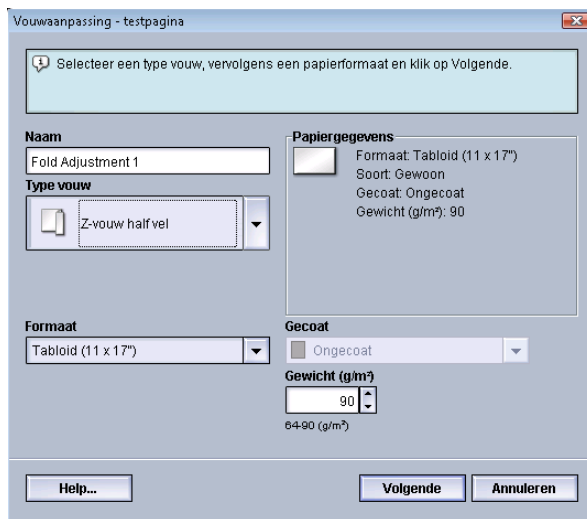 Vouwaanpassing - testpagina
Selecteer een type vouw, vervolgens een papierformaat en klik op Volgende.
Naam
Fold Adjustment 1
Type vouw
Z-vouw half vel
Papiergegevens
Formaat: Tabloid (11 x 17")
Soort: Gewoon
Gecoat: Ongecoat
Gewicht (g/m²): 90
Formaat
Tabloid (11 x 17")
Gecoat
Ongecoat
Gewicht (g/m²)
90
64-90 (g/m²)
Help...
Volgende
Annuleren